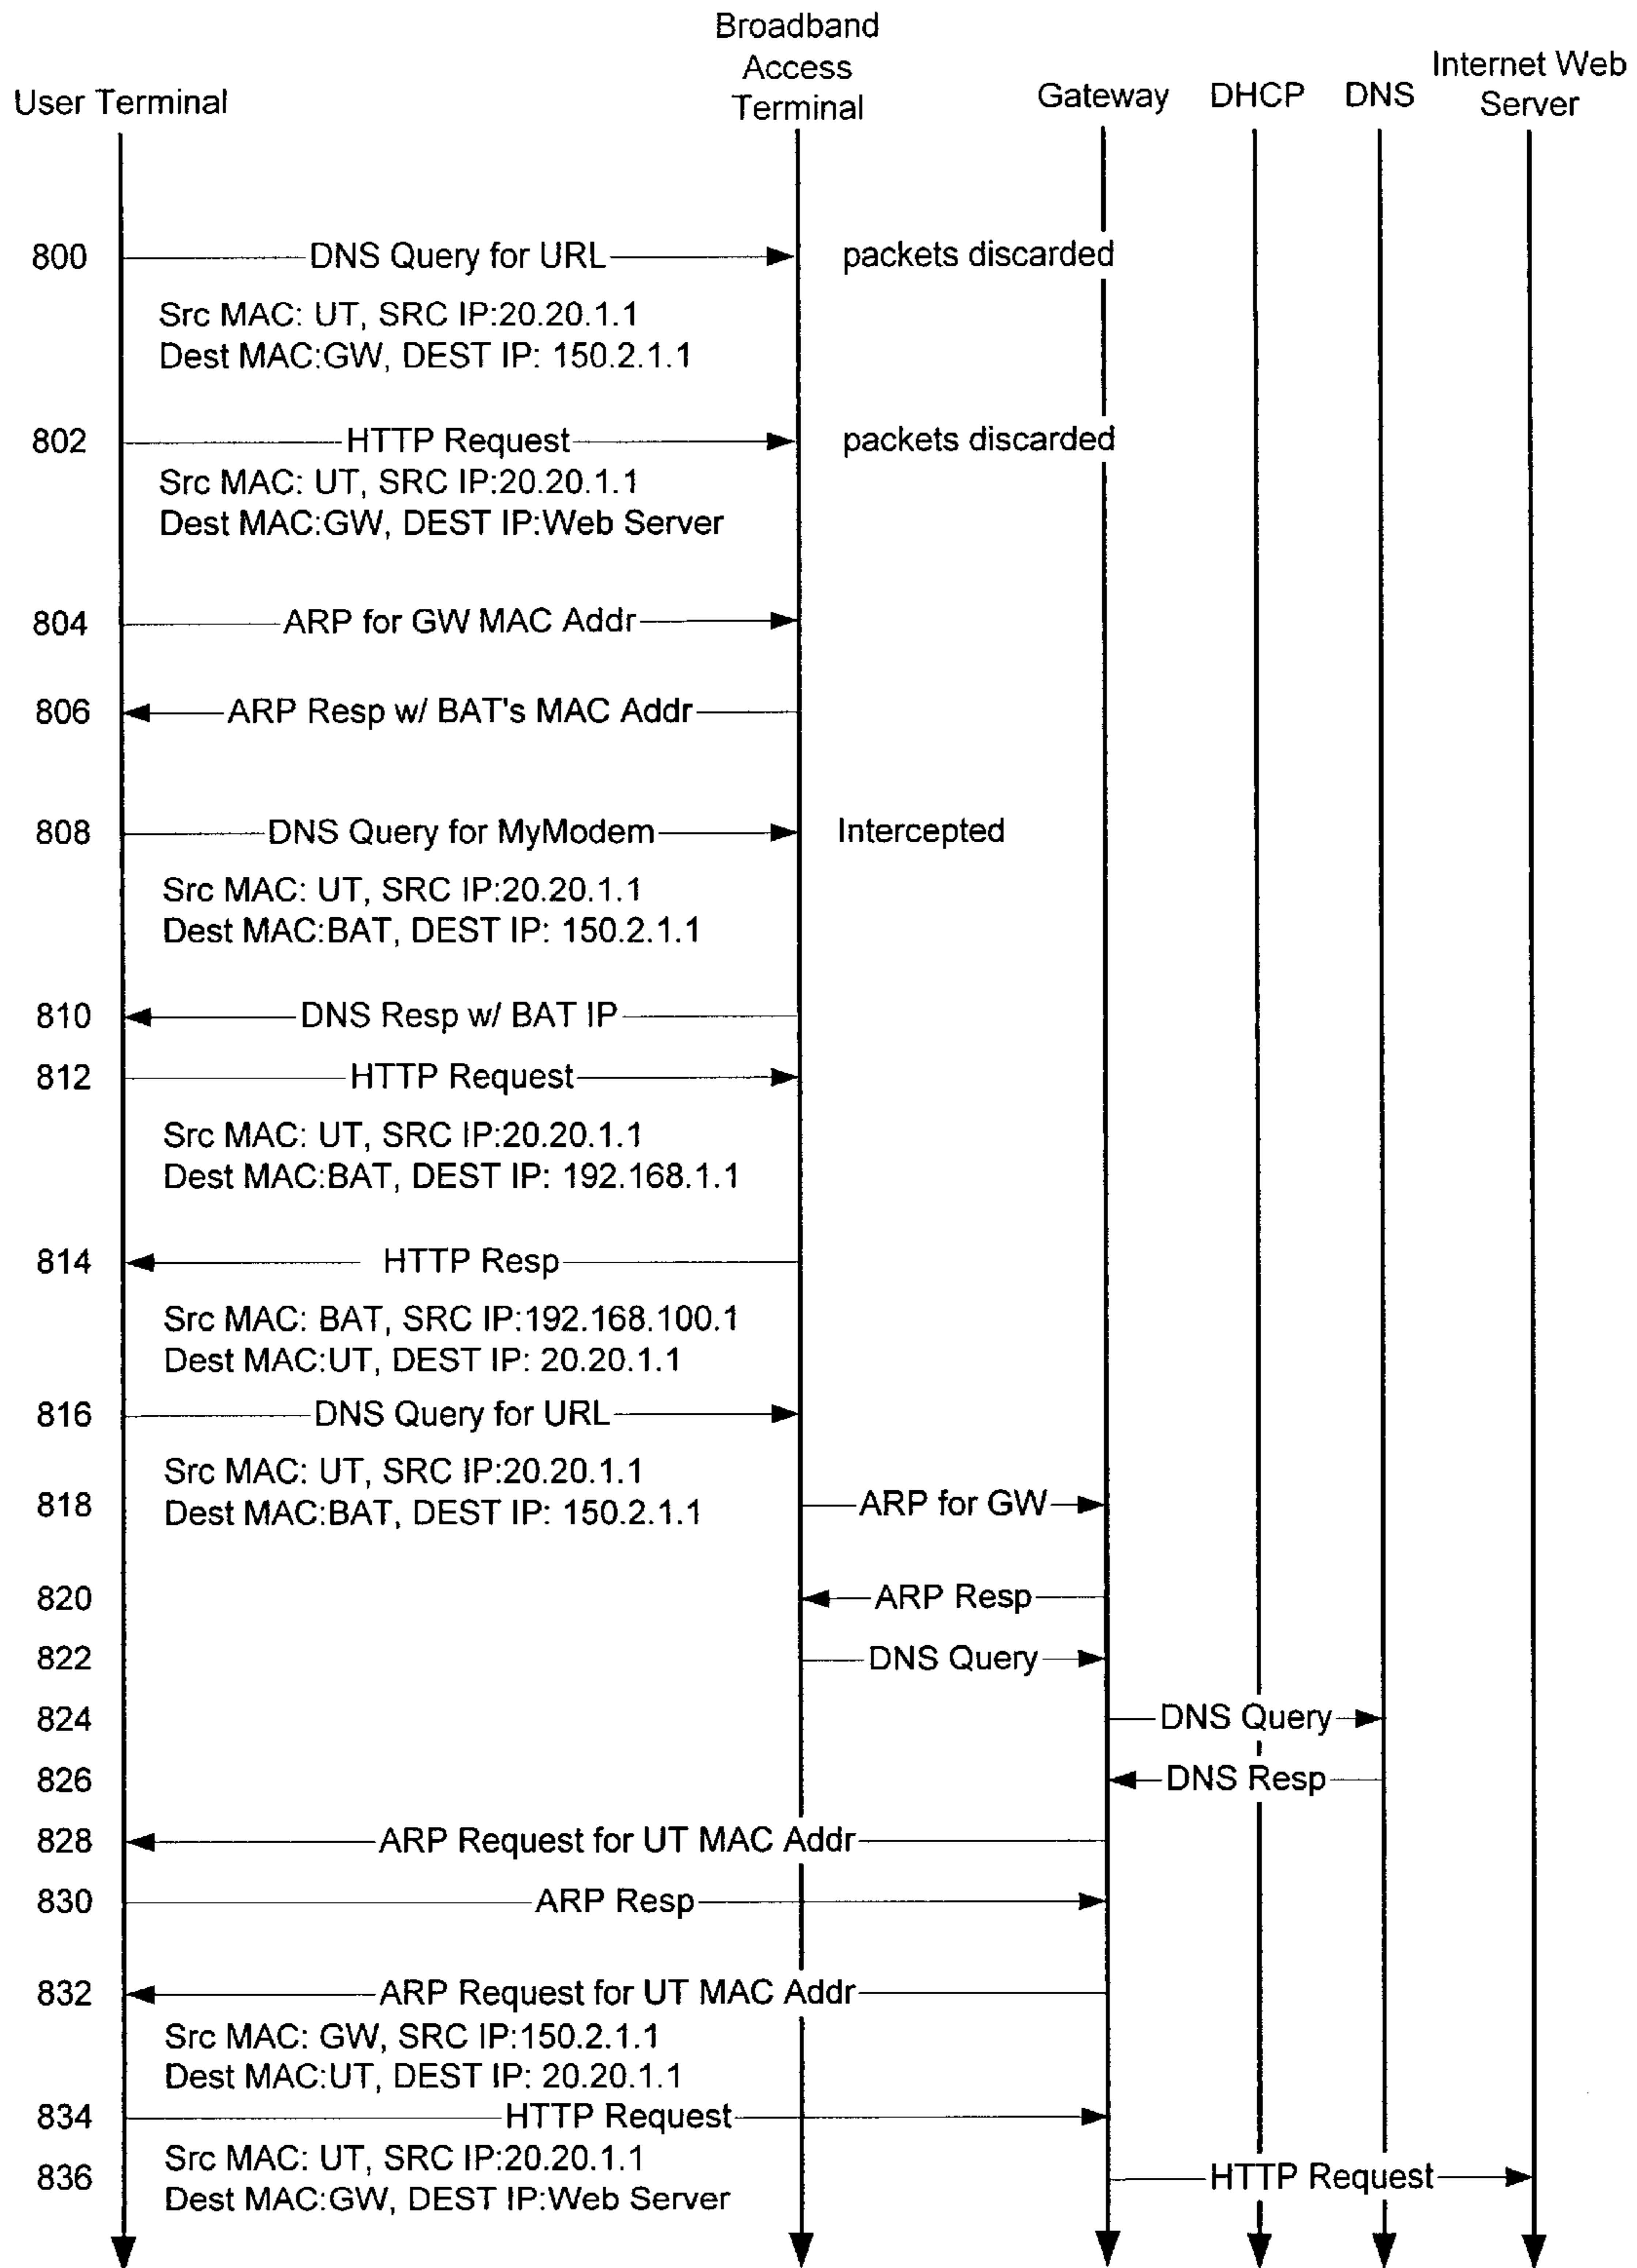 Broadband
Access
Terminal
User Terminal
Gateway
DHCP
DNS
Internet Web
Server
800
DNS Query for URL
packets discarded
Src MAC: UT, SRC IP:20.20.1.1
Dest MAC:GW, DEST IP: 150.2.1.1
802
HTTP Request
packets discarded
Src MAC: UT, SRC IP:20.20.1.1
Dest MAC:GW, DEST IP:Web Server
804
ARP for GW MAC Addr
806
ARP Resp w/ BAT's MAC Addr
808
DNS Query for MyModem
Intercepted
Src MAC: UT, SRC IP:20.20.1.1
Dest MAC:BAT, DEST IP: 150.2.1.1
810
DNS Resp w/ BAT IP
812
HTTP Request
Src MAC: UT, SRC IP:20.20.1.1
Dest MAC:BAT, DEST IP: 192.168.1.1
814
HTTP Resp
Src MAC: BAT, SRC IP:192.168.100.1
Dest MAC:UT, DEST IP: 20.20.1.1
816
DNS Query for URL
Src MAC: UT, SRC IP:20.20.1.1
Dest MAC:BAT, DEST IP: 150.2.1.1
818
ARP for GW
820
ARP Resp
822
DNS Query
824
DNS Query
826
DNS Resp
828
ARP Request for UT MAC Addr
830
ARP Resp
832
ARP Request for UT MAC Addr
Src MAC: GW, SRC IP:150.2.1.1
Dest MAC:UT, DEST IP: 20.20.1.1
834
HTTP Request
Src MAC: UT, SRC IP:20.20.1.1
Dest MAC:GW, DEST IP:Web Server
836
HTTP Request